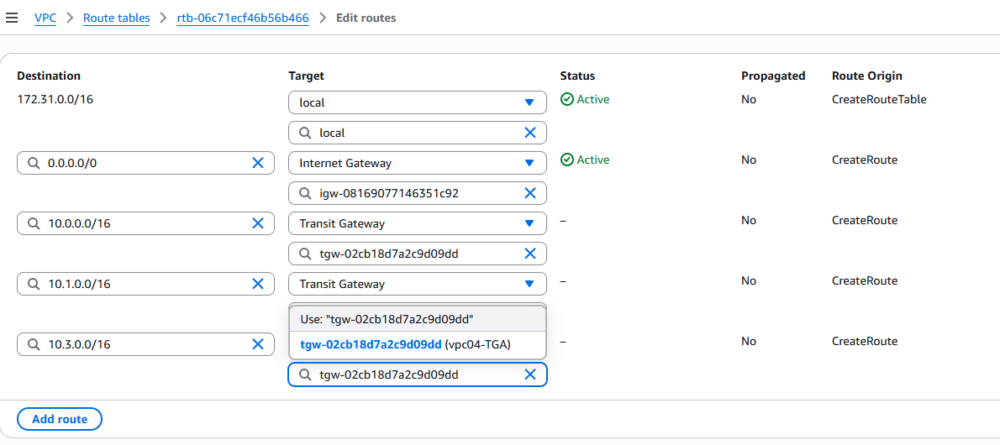 VPC > Route tables > rtb-06c71ecf46b56b466 > Edit routes
Destination Target Status Propagated Route Origin
172.31.0.0/16 local Active No CreateRouteTable
local
0.0.0.0/0 Internet Gateway Active No CreateRoute
igw-08169077146351c92
10.0.0.0/16 Transit Gateway – No CreateRoute
tgw-02cb18d7a2c9d09dd
10.1.0.0/16 Transit Gateway – No CreateRoute
Use: "tgw-02cb18d7a2c9d09dd"
10.3.0.0/16 tgw-02cb18d7a2c9d09dd (vpc04-TGA) – No CreateRoute
tgw-02cb18d7a2c9d09dd
Add route